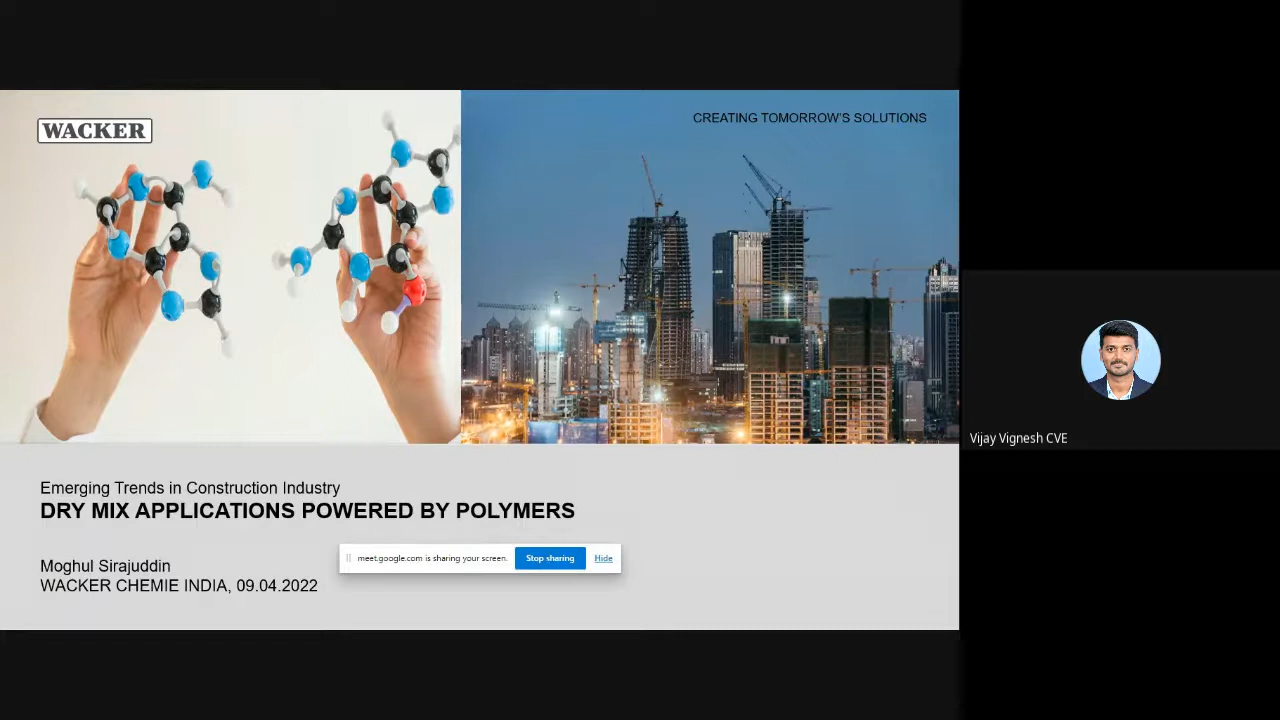 WACKER
CREATING TOMORROW'S SOLUTIONS
Emerging Trends in Construction Industry
DRY MIX APPLICATIONS POWERED BY POLYMERS
meet.google.com is sharing your screen.
Stop sharing
Hide
Moghul Sirajuddin
WACKER CHEMIE INDIA, 09.04.2022
Vijay Vignesh CVE